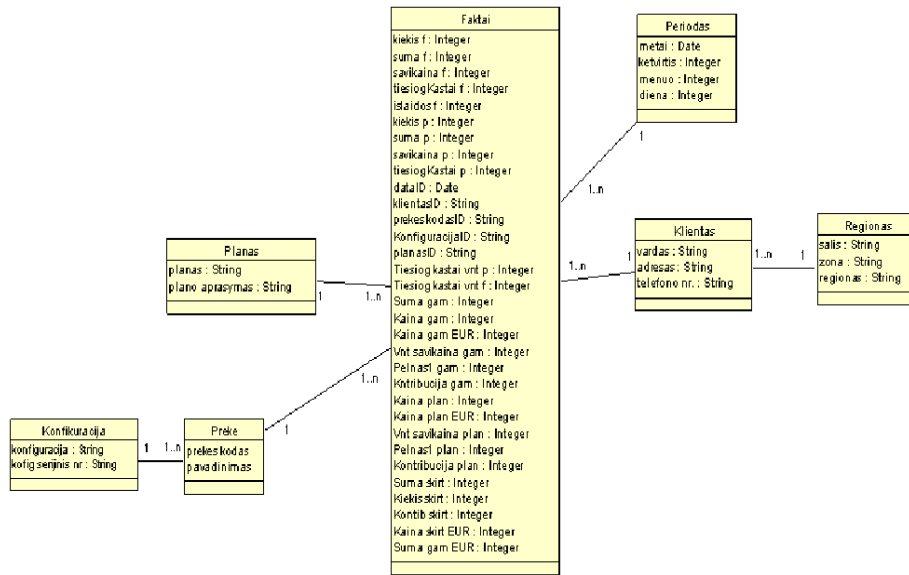 Faktai
kiekis f : Integer
suma f : Integer
savikaina f : Integer
tiesiogKastai f : Integer
islaidos f : Integer
kiekis p : Integer
suma p : Integer
savikaina p : Integer
tiesiogKastai p : Integer
dataID : Date
klientasID : String
prekeskodasID : String
KonfiguracijaID : String
planasID : String
Tiesiog kastai vnt p : Integer
Tiesiog kastai vnt f : Integer
Suma gam : Integer
Kaina gam : Integer
Kaina gam EUR : Integer
Vnt savikaina gam : Integer
Pelnas1 gam : Integer
Kntribucija gam : Integer
Kaina plan : Integer
Kaina plan EUR : Integer
Vnt savikaina plan : Integer
Pelnas1 plan : Integer
Kontribucija plan : Integer
Suma skirt : Integer
Kiekis skirt : Integer
Kontib skirt : Integer
Kaina skirt EUR : Integer
Suma gam EUR : Integer
Periodas
metai : Date
ketvirtis : Integer
menuo : Integer
diena : Integer
1
1..n
Klientas
vardas : String
adresas : String
telefono nr. : String
1
1..n
Regionas
salis : String
zona : String
regionas : String
1..n
1
Planas
planas : String
plano aprasymas : String
1
1..n
Preke
prekeskodas
pavadinimas
1
1..n
Konfikuracija
konfiguracija : String
kofig serijinis nr : String
1
1..n